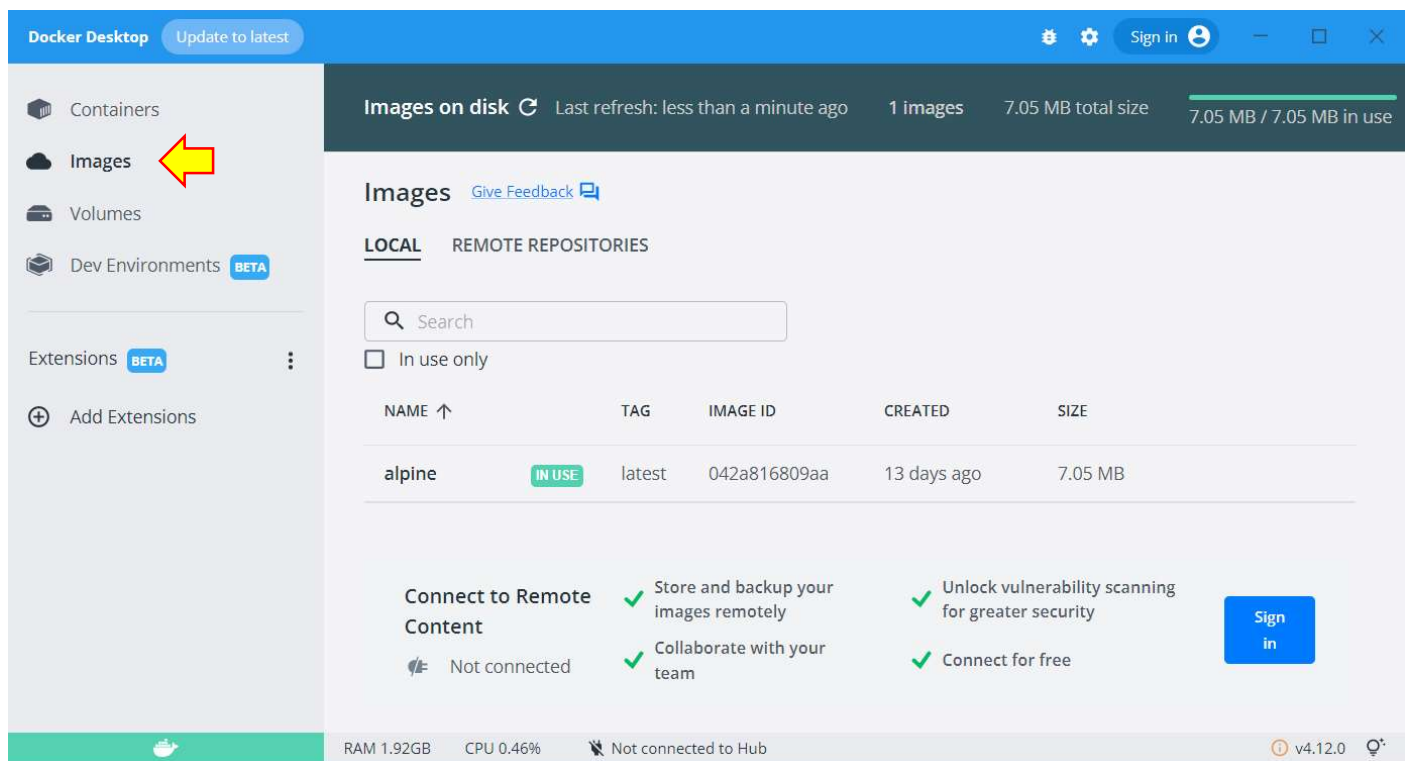 Docker Desktop Update to latest Sign in
Containers
Images
Volumes
Dev Environments BETA
Extensions BETA
Add Extensions
Images on disk Last refresh: less than a minute ago 1 images 7.05 MB total size 7.05 MB / 7.05 MB in use
Images Give Feedback
LOCAL REMOTE REPOSITORIES
Search
In use only
NAME TAG IMAGE ID CREATED SIZE
alpine IN USE latest 042a816809aa 13 days ago 7.05 MB
Connect to Remote
Content
Not connected
Store and backup your
images remotely
Collaborate with your
team
Unlock vulnerability scanning
for greater security
Connect for free
Sign
in
RAM 1.92GB CPU 0.46% Not connected to Hub v4.12.0